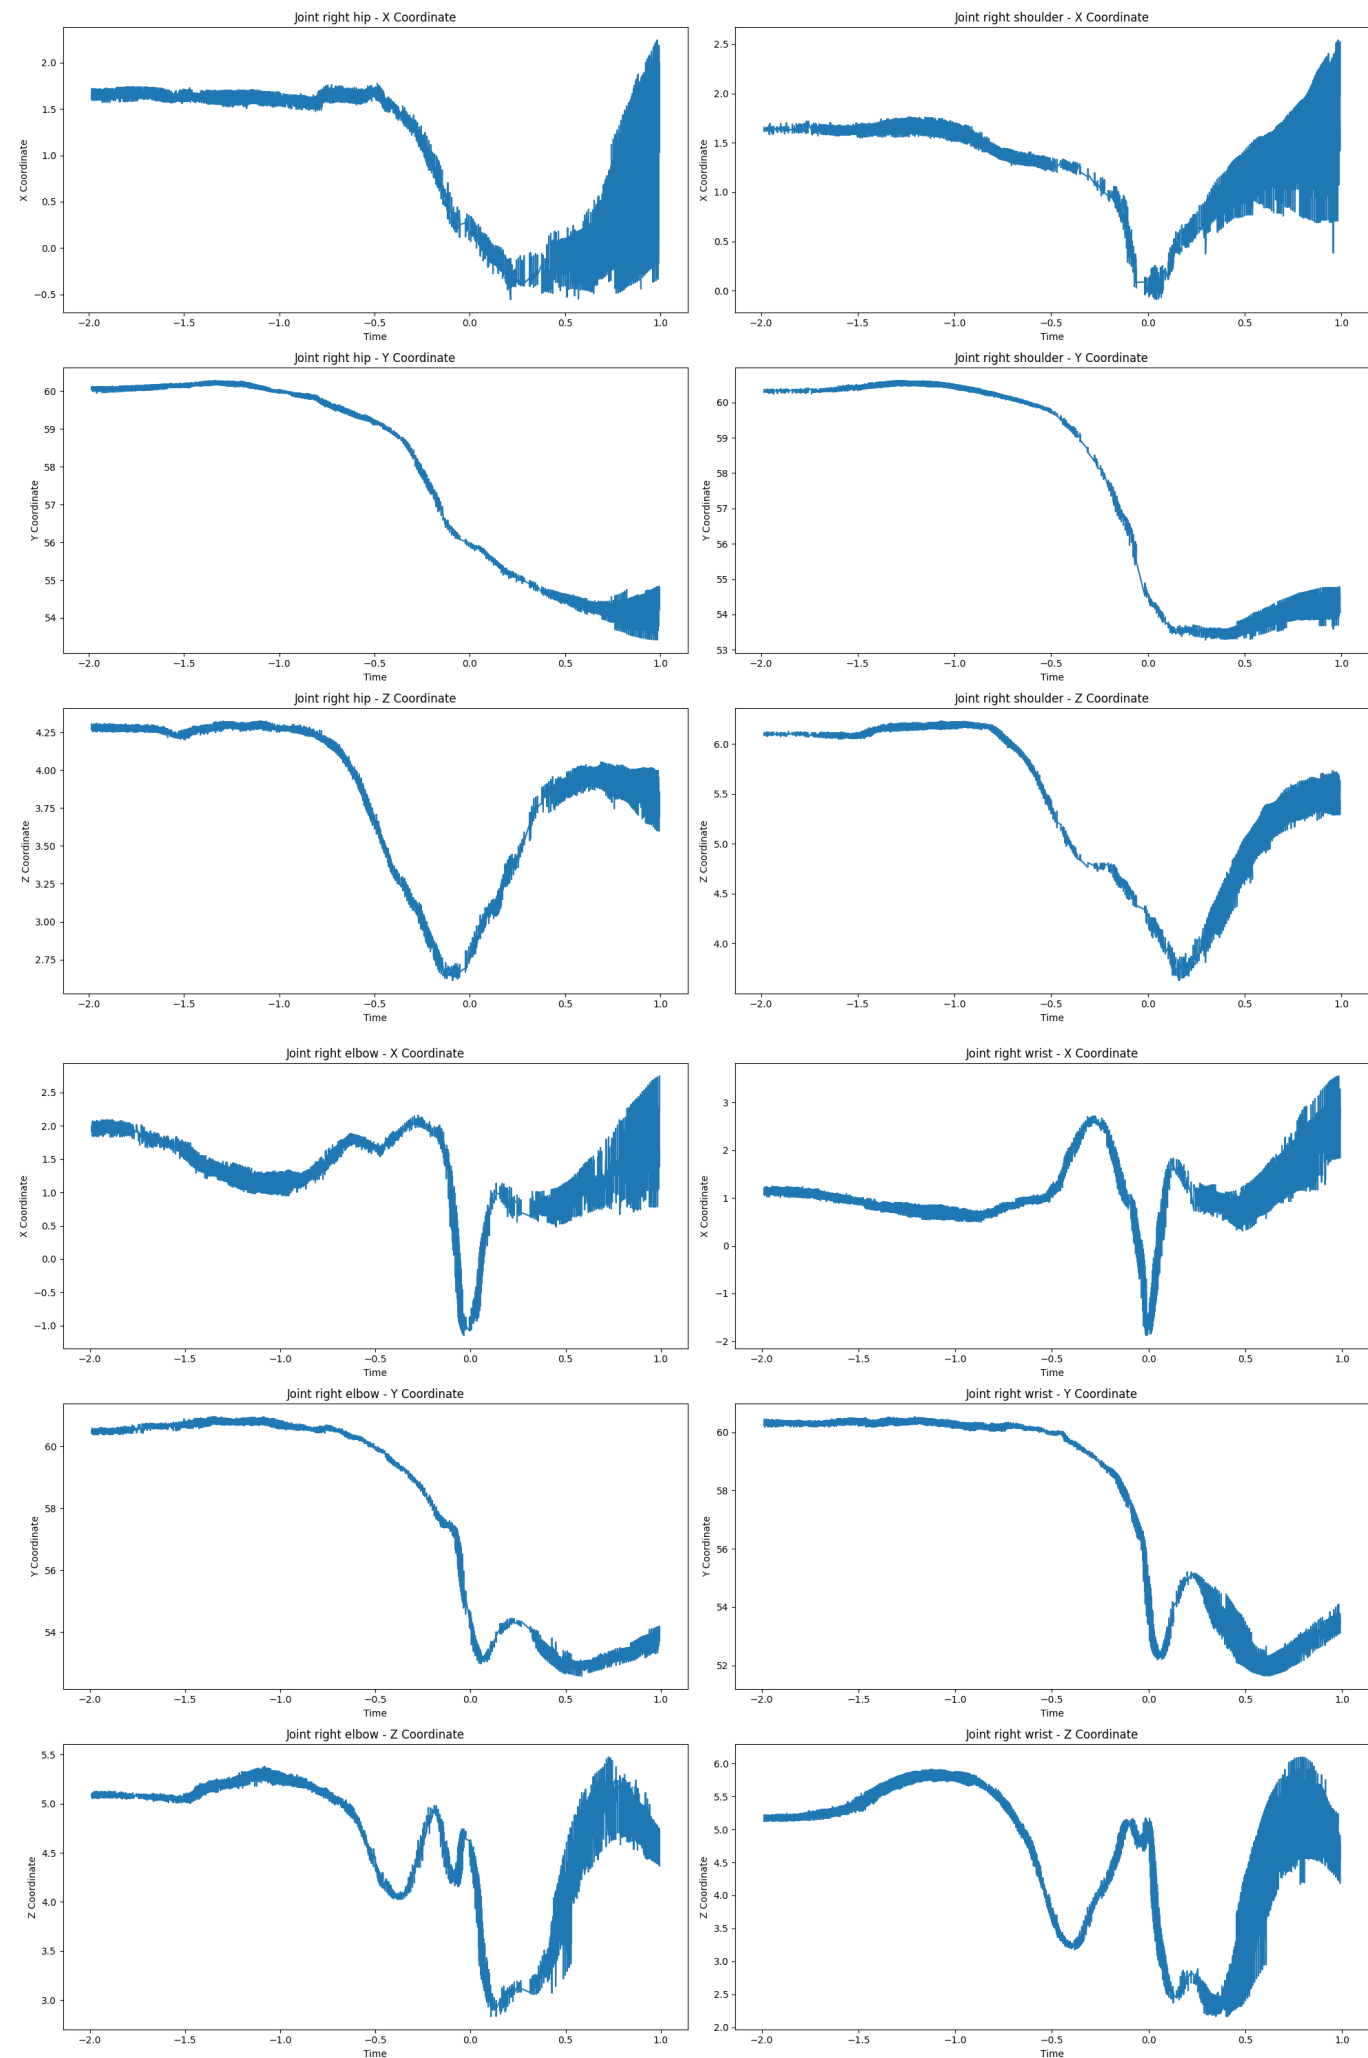 Joint right hip - X Coordinate
X Coordinate
2.0
1.5
1.0
0.5
0.0
−0.5
−2.0 −1.5 −1.0 −0.5 0.0 0.5 1.0
Time
Joint right shoulder - X Coordinate
X Coordinate
2.5
2.0
1.5
1.0
0.5
0.0
−2.0 −1.5 −1.0 −0.5 0.0 0.5 1.0
Time
Joint right hip - Y Coordinate
Y Coordinate
60
59
58
57
56
55
54
−2.0 −1.5 −1.0 −0.5 0.0 0.5 1.0
Time
Joint right shoulder - Y Coordinate
Y Coordinate
60
59
58
57
56
55
54
53
−2.0 −1.5 −1.0 −0.5 0.0 0.5 1.0
Time
Joint right hip - Z Coordinate
Z Coordinate
4.25
4.00
3.75
3.50
3.25
3.00
2.75
−2.0 −1.5 −1.0 −0.5 0.0 0.5 1.0
Time
Joint right shoulder - Z Coordinate
Z Coordinate
6.0
5.5
5.0
4.5
4.0
−2.0 −1.5 −1.0 −0.5 0.0 0.5 1.0
Time
Joint right elbow - X Coordinate
X Coordinate
2.5
2.0
1.5
1.0
0.5
0.0
−0.5
−1.0
−2.0 −1.5 −1.0 −0.5 0.0 0.5 1.0
Time
Joint right wrist - X Coordinate
X Coordinate
3
2
1
0
−1
−2
−2.0 −1.5 −1.0 −0.5 0.0 0.5 1.0
Time
Joint right elbow - Y Coordinate
Y Coordinate
60
58
56
54
−2.0 −1.5 −1.0 −0.5 0.0 0.5 1.0
Time
Joint right wrist - Y Coordinate
Y Coordinate
60
58
56
54
52
−2.0 −1.5 −1.0 −0.5 0.0 0.5 1.0
Time
Joint right elbow - Z Coordinate
Z Coordinate
5.5
5.0
4.5
4.0
3.5
3.0
−2.0 −1.5 −1.0 −0.5 0.0 0.5 1.0
Time
Joint right wrist - Z Coordinate
Z Coordinate
6.0
5.5
5.0
4.5
4.0
3.5
3.0
2.5
2.0
−2.0 −1.5 −1.0 −0.5 0.0 0.5 1.0
Time